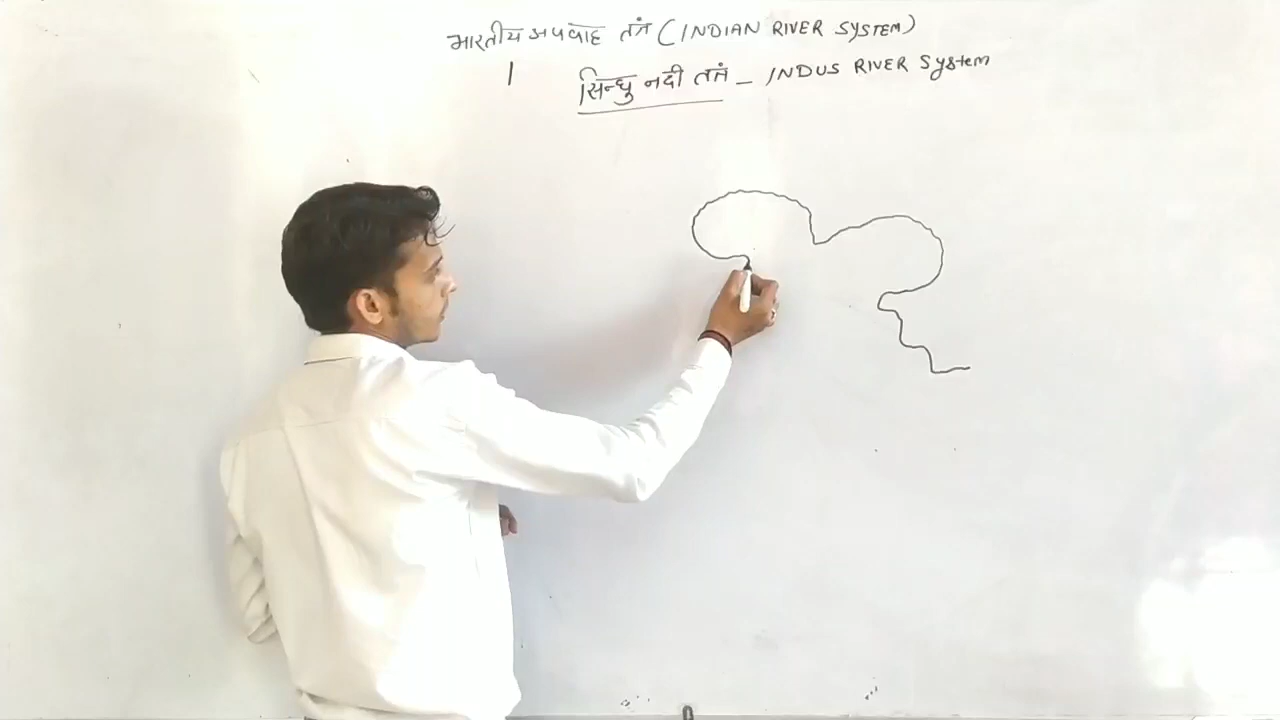 भारतीय अपवाह तंत्र (INDIAN RIVER SYSTEM)
1 सिन्धु नदी तंत्र - INDUS RIVER System